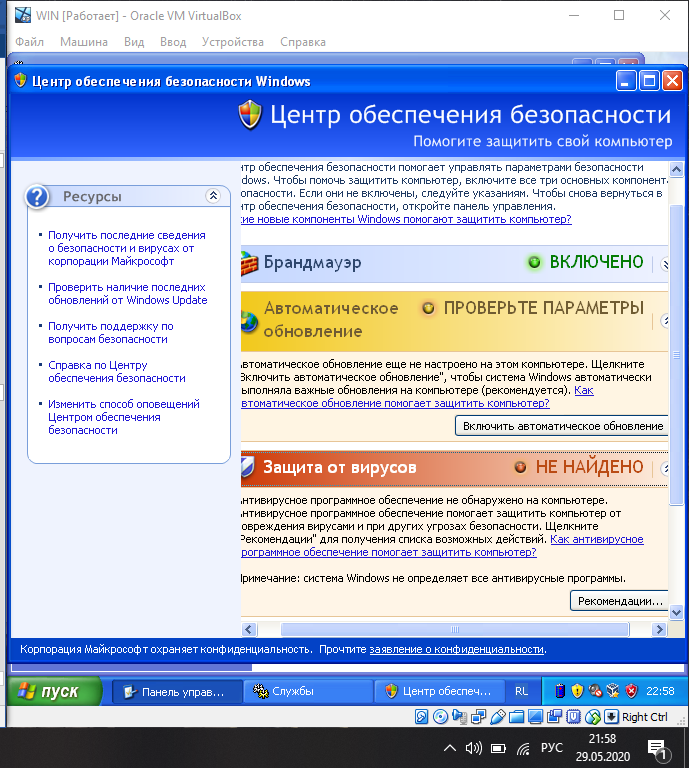 WIN [Работает] - Oracle VM VirtualBox
Файл Машина Вид Ввод Устройства Справка
Центр обеспечения безопасности Windows
Центр обеспечения безопасности
Помогите защитить свой компьютер
Ресурсы
Получить последние сведения
о безопасности и вирусах от
корпорации Майкрософт
Проверить наличие последних
обновлений от Windows Update
Получить поддержку по
вопросам безопасности
Справка по Центру
обеспечения безопасности
Изменить способ оповещений
Центром обеспечения
безопасности
нтр обеспечения безопасности помогает управлять параметрами безопасности
dows. Чтобы помочь защитить компьютер, включите все три основных компонента
опасности. Если они не включены, следуйте указаниям. Чтобы снова вернуться в
нтр обеспечения безопасности, откройте панель управления.
кие новые компоненты Windows помогают защитить компьютер?
Брандмауэр ВКЛЮЧЕНО
Автоматическое ПРОВЕРЬТЕ ПАРАМЕТРЫ
обновление
Автоматическое обновление еще не настроено на этом компьютере. Щелкните
"Включить автоматическое обновление", чтобы система Windows автоматически
выполняла важные обновления на компьютере (рекомендуется). Как
автоматическое обновление помогает защитить компьютер?
Включить автоматическое обновление
Защита от вирусов НЕ НАЙДЕНО
Антивирусное программное обеспечение не обнаружено на компьютере.
Антивирусное программное обеспечение помогает защитить компьютер от
повреждения вирусами и при других угрозах безопасности. Щелкните
"Рекомендации" для получения списка возможных действий. Как антивирусное
программное обеспечение помогает защитить компьютер?
Примечание: система Windows не определяет все антивирусные программы.
Рекомендации...
Корпорация Майкрософт охраняет конфиденциальность. Прочтите заявление о конфиденциальности.
пуск Панель управ... Службы Центр обеспеч... RU 22:58
Right Ctrl
РУС 21:58
29.05.2020
1